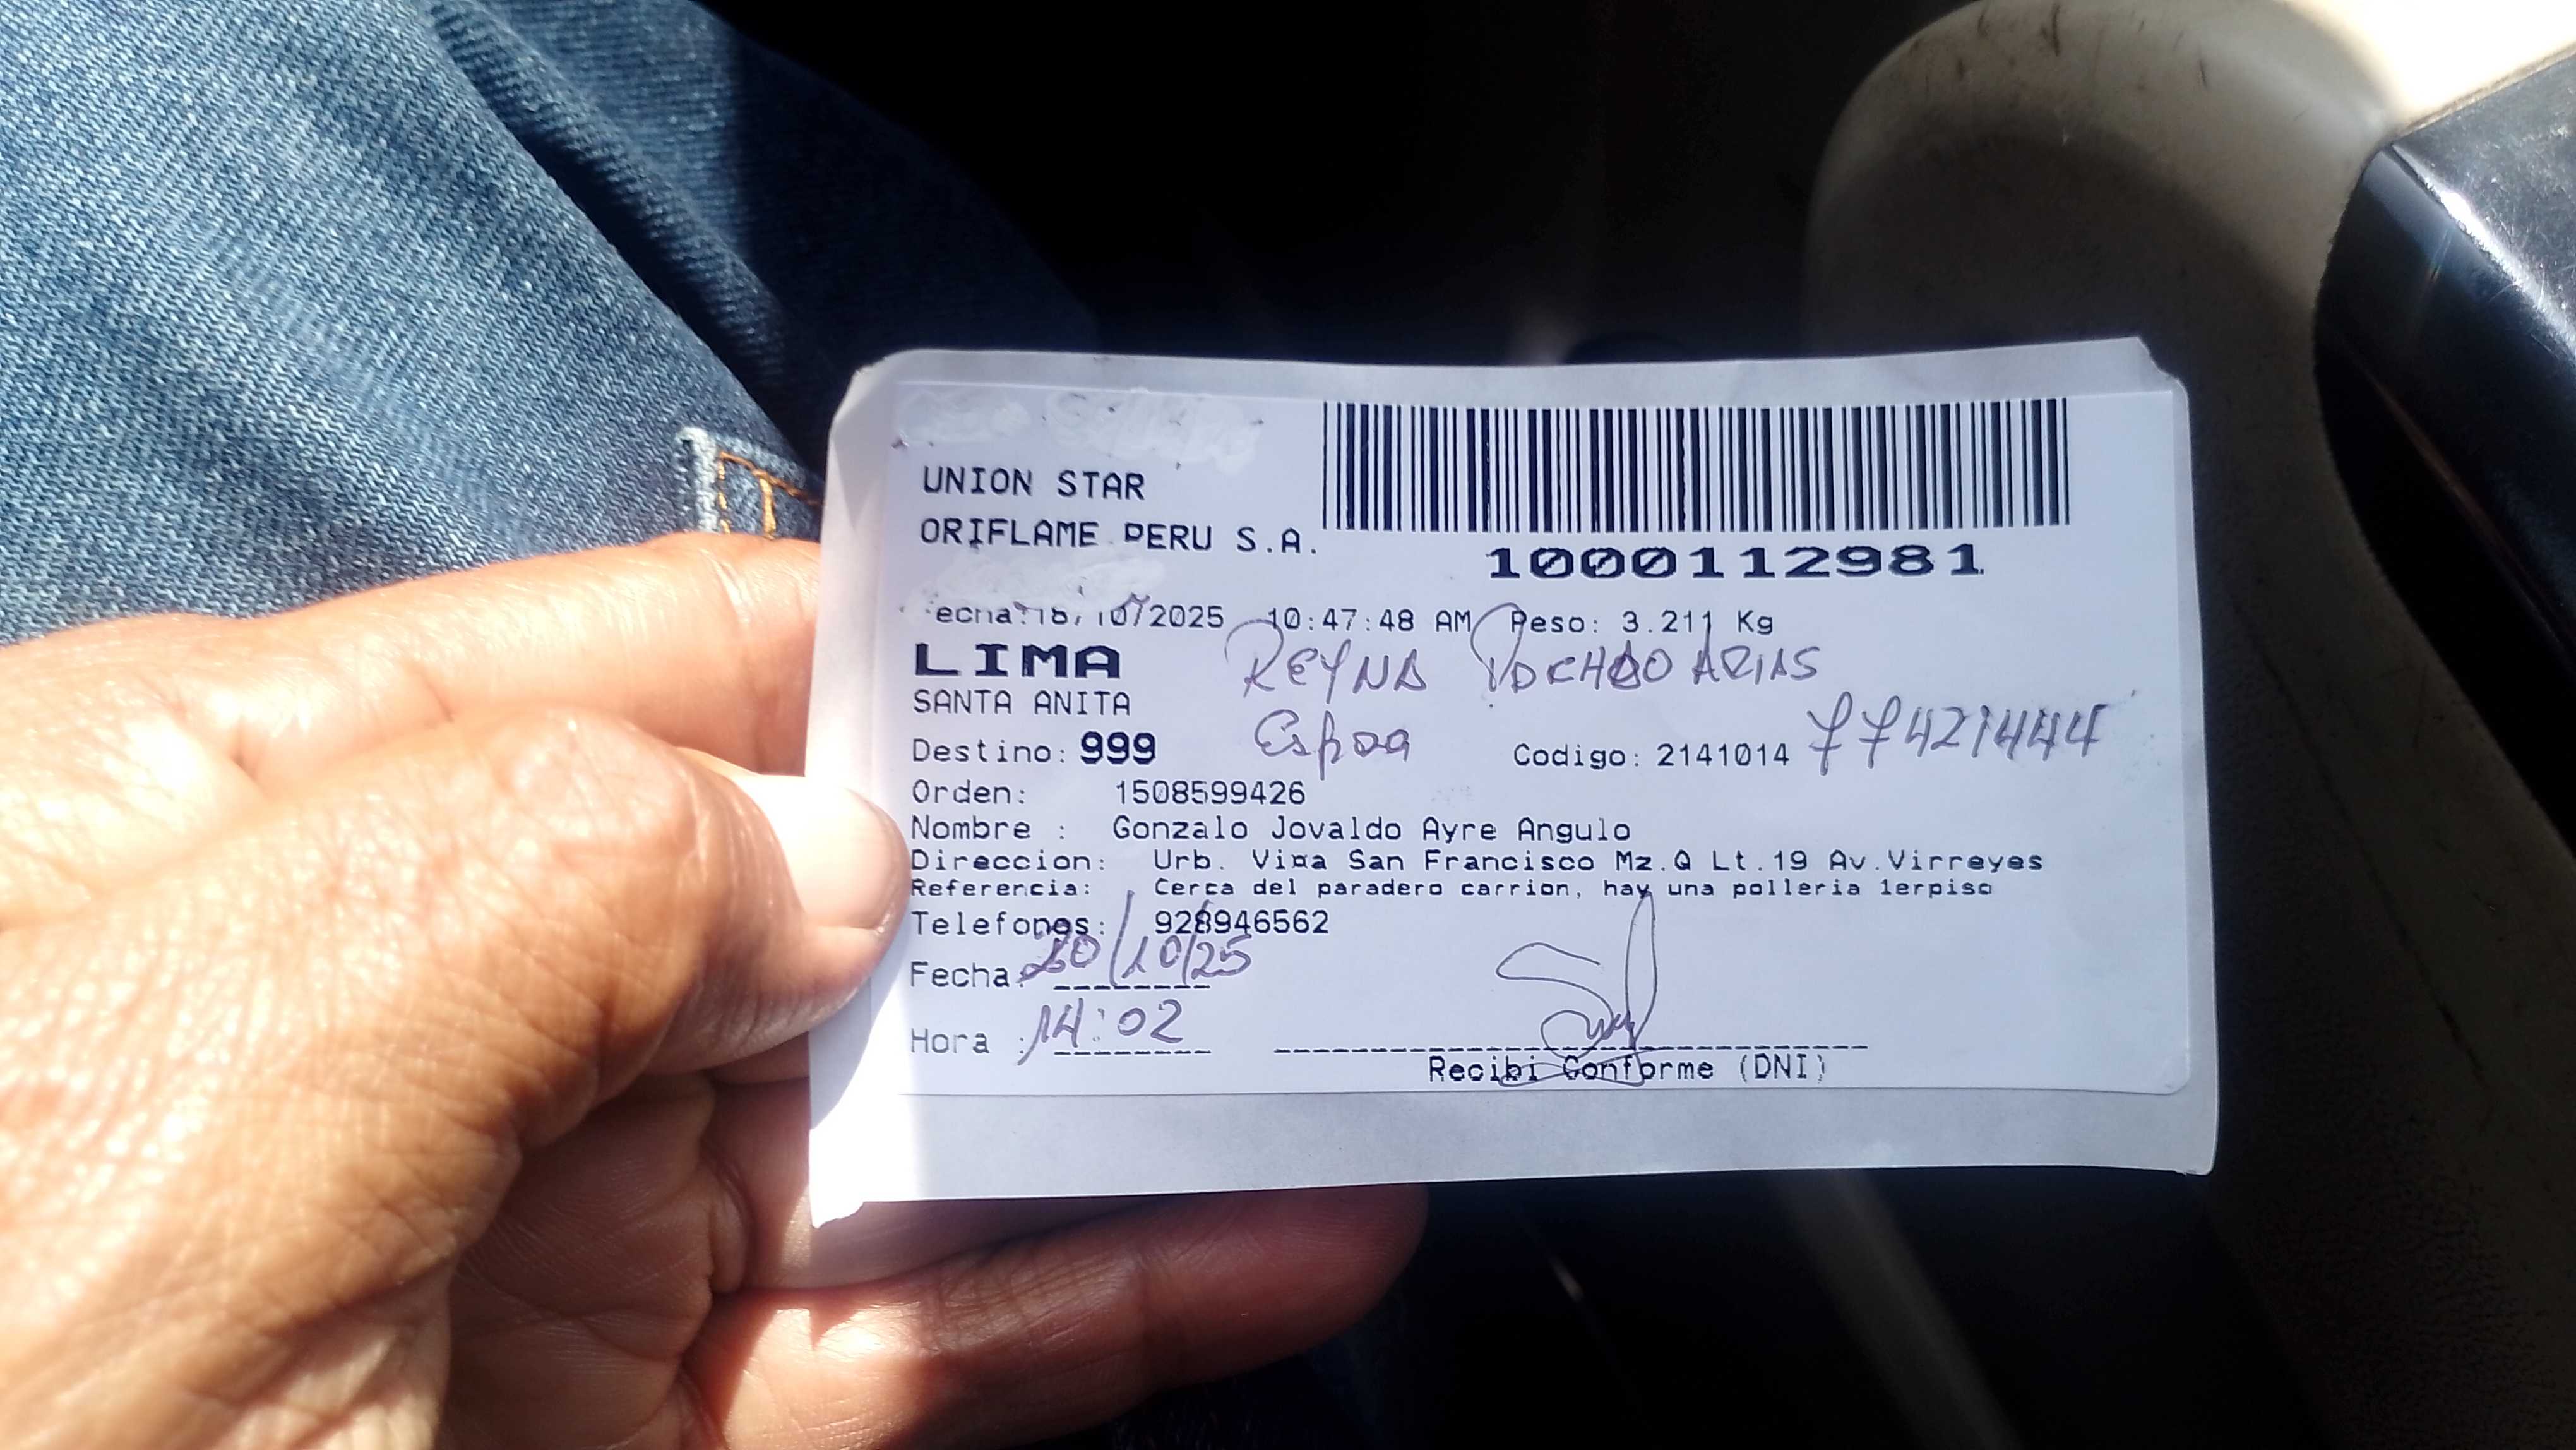 UNION STAR
ORIFLAME PERU S.A.
1000112981
echa: 18/10/2025 10:47:48 AM Peso: 3.211 Kg
LIMA
REYNA ARIAS
SANTA ANITA
Destino: 999
Codigo: 2141014 77421444
Orden: 1508599426
Nombre : Gonzalo Jovaldo Ayre Angulo
Direccion: Urb. Viña San Francisco Mz.Q Lt.19 Av.Virreyes
Referencia: Cerca del paradero carrion, hay una polleria 1erpiso
Telefonos: 928946562
Fecha: 20/10/25
Hora : 14:02
Recibi Conforme (DNI)